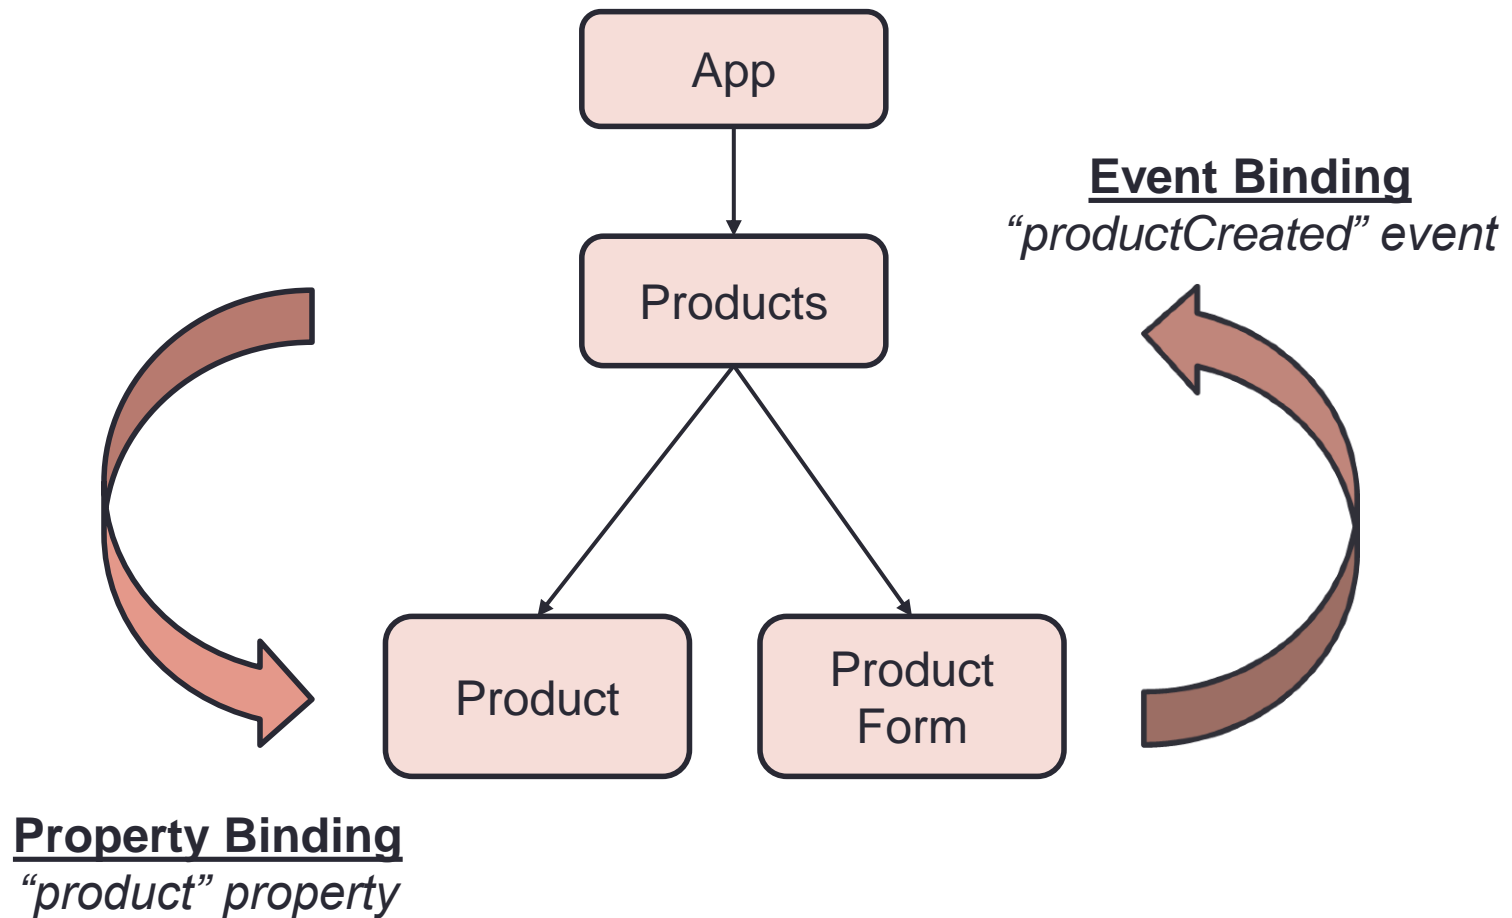 App
Event Binding
“productCreated” event
Products
Product
Product
Form
Property Binding
“product” property